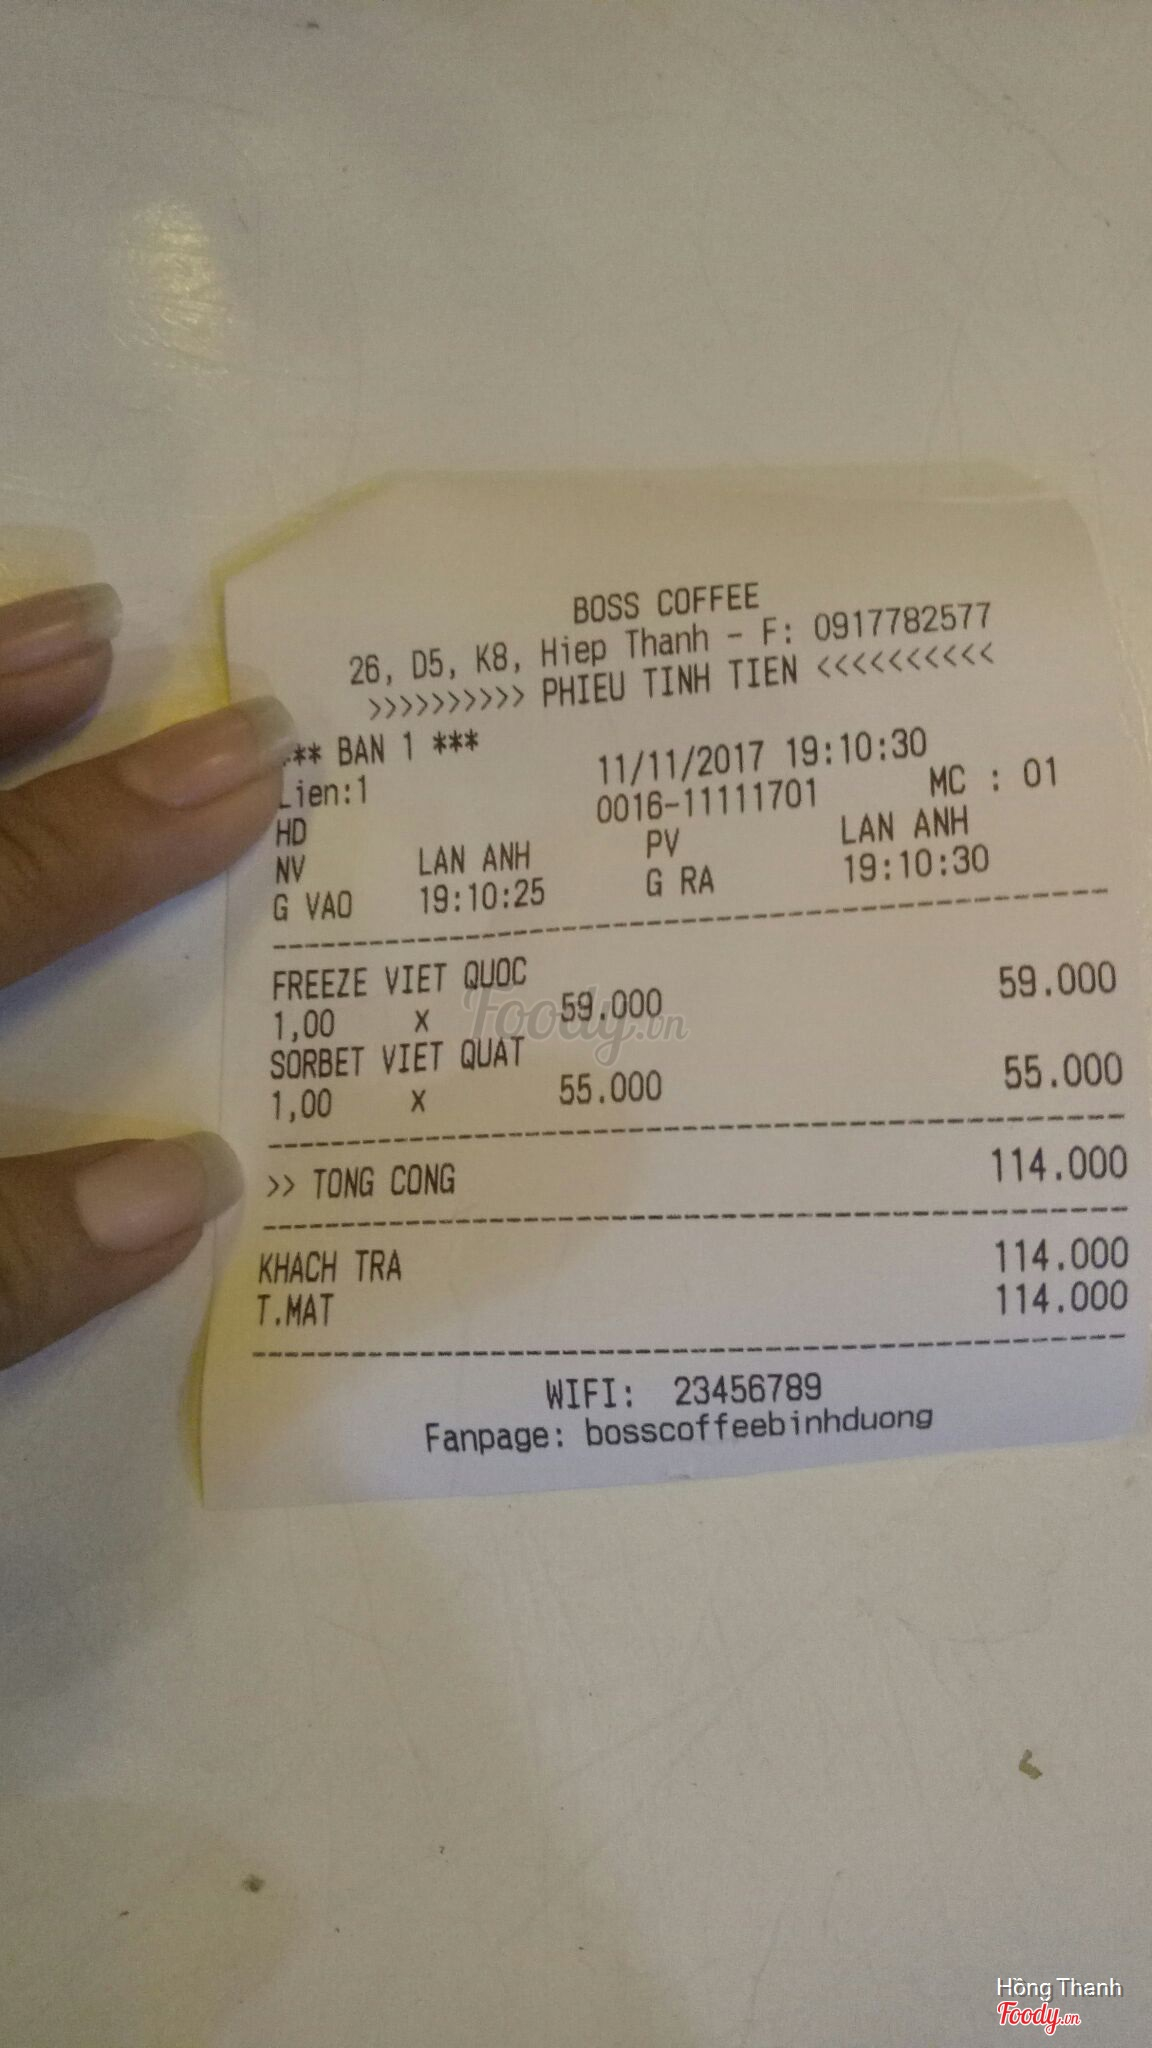 BOSS COFFEE
26, D5, K8, Hiep Thanh - F: 0917782577
>>>>>>>>>> PHIEU TINH TIEN <<<<<<<<<<
*** BAN 1 ***
11/11/2017 19:10:30
Lien:1
0016-11111701 MC : 01
HD
NV LAN ANH PV LAN ANH
G VAO 19:10:25 G RA 19:10:30
FREEZE VIET QUOC
1,00 X 59.000 59.000
SORBET VIET QUAT
1,00 X 55.000 55.000
>> TONG CONG 114.000
KHACH TRA 114.000
T.MAT 114.000
WIFI: 23456789
Fanpage: bosscoffeebinhduong
Foody.vn
Hồng Thanh
Foody.vn